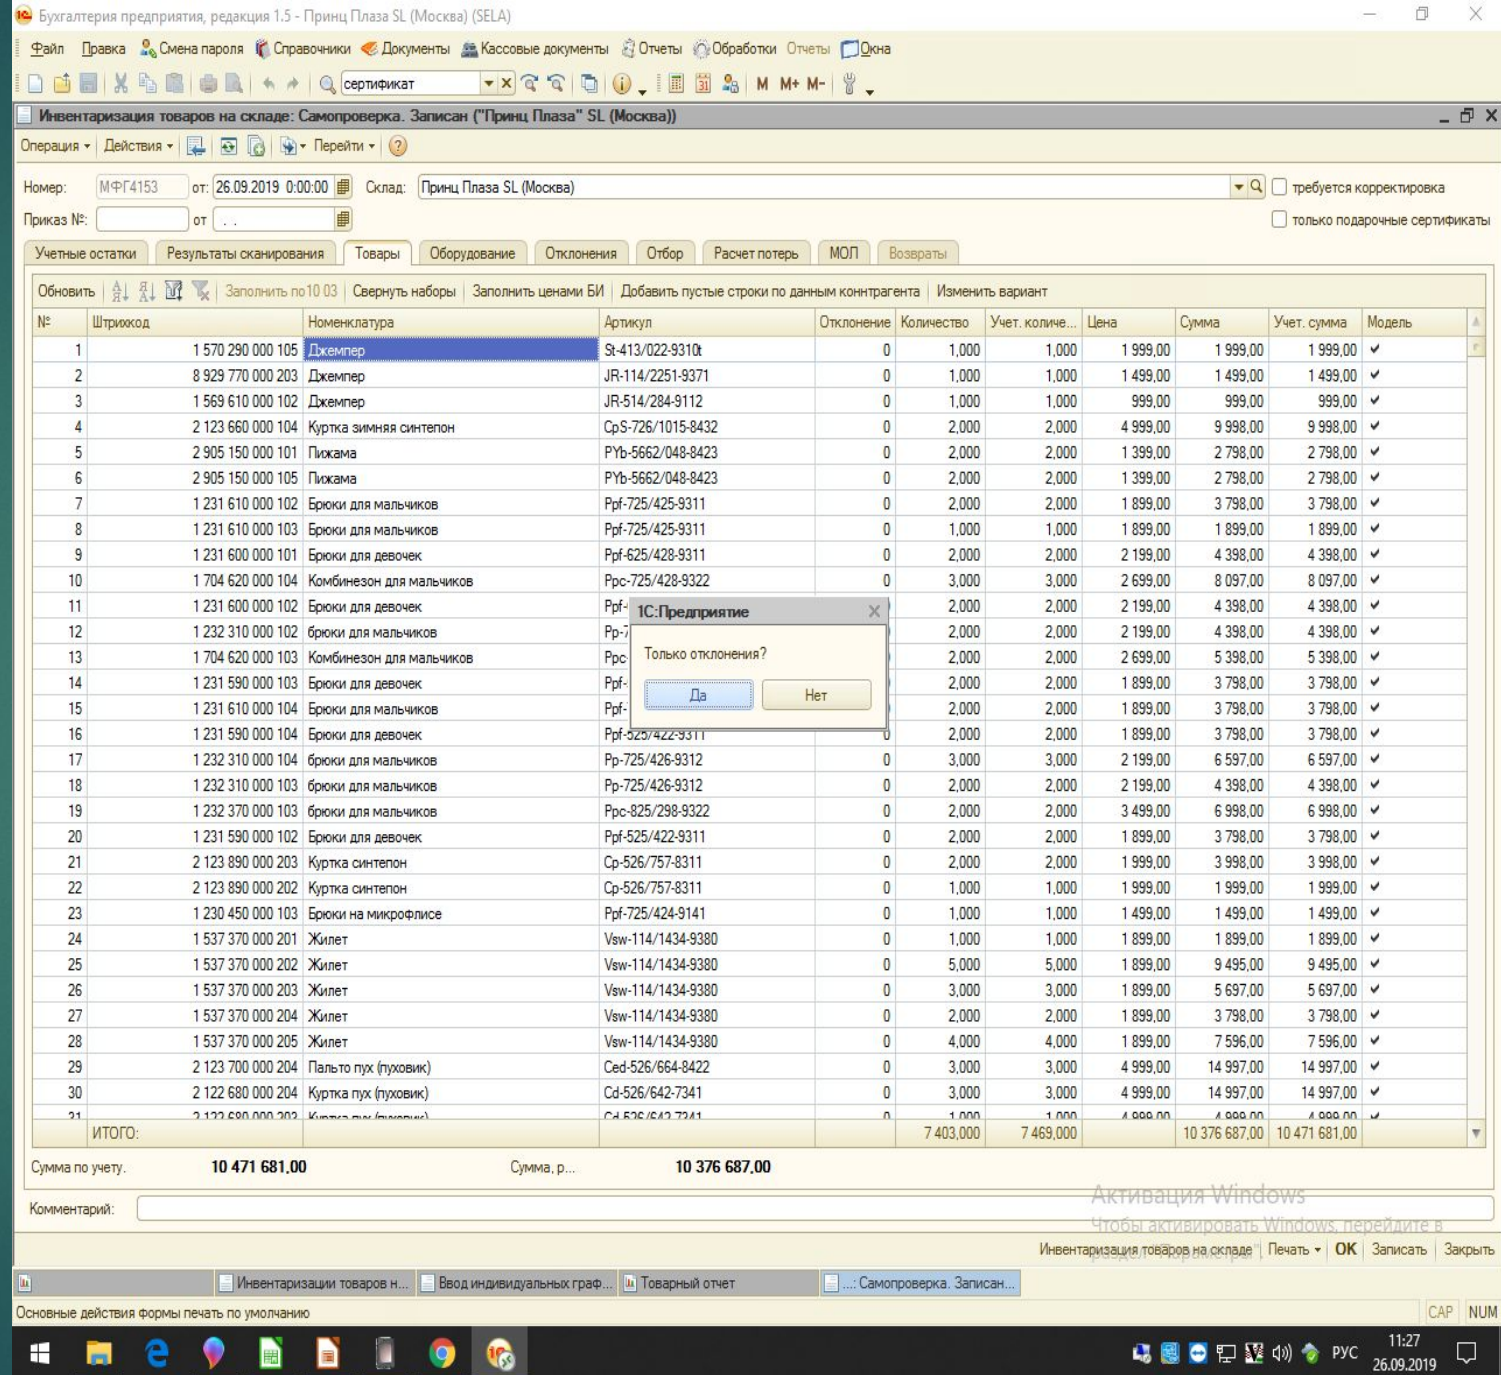 Бухгалтерия предприятия, редакция 1.5 - Принц Плаза SL (Москва) (SELA)
Файл Правка Смена пароля Справочники Документы Кассовые документы Отчеты Обработки Отчеты Окна
сертификат M M+ M-
Инвентаризация товаров на складе: Самопроверка. Записан ("Принц Плаза" SL (Москва))
Операция Действия Перейти
Номер: МФГ4153 от: 26.09.2019 0:00:00 Склад: Принц Плаза SL (Москва) требуется корректировка
Приказ №: от . . только подарочные сертификаты
Учетные остатки Результаты сканирования Товары Оборудование Отклонения Отбор Расчет потерь МОП Возвраты
Обновить Заполнить по10 03 Свернуть наборы Заполнить ценами БИ Добавить пустые строки по данным коннтрагента Изменить вариант
№ Штрихкод Номенклатура Артикул Отклонение Количество Учет. количе... Цена Сумма Учет. сумма Модель
1 1 570 290 000 105 Джемпер St-413/022-9310t 0 1,000 1,000 1 999,00 1 999,00 1 999,00
2 8 929 770 000 203 Джемпер JR-114/2251-9371 0 1,000 1,000 1 499,00 1 499,00 1 499,00
3 1 569 610 000 102 Джемпер JR-514/284-9112 0 1,000 1,000 999,00 999,00 999,00
4 2 123 660 000 104 Куртка зимняя синтепон CpS-726/1015-8432 0 2,000 2,000 4 999,00 9 998,00 9 998,00
5 2 905 150 000 101 Пижама PYb-5662/048-8423 0 2,000 2,000 1 399,00 2 798,00 2 798,00
6 2 905 150 000 105 Пижама PYb-5662/048-8423 0 2,000 2,000 1 399,00 2 798,00 2 798,00
7 1 231 610 000 102 Брюки для мальчиков Ppf-725/425-9311 0 2,000 2,000 1 899,00 3 798,00 3 798,00
8 1 231 610 000 103 Брюки для мальчиков Ppf-725/425-9311 0 1,000 1,000 1 899,00 1 899,00 1 899,00
9 1 231 600 000 101 Брюки для девочек Ppf-625/428-9311 0 2,000 2,000 2 199,00 4 398,00 4 398,00
10 1 704 620 000 104 Комбинезон для мальчиков Ppc-725/428-9322 0 3,000 3,000 2 699,00 8 097,00 8 097,00
11 1 231 600 000 102 Брюки для девочек Ppf- 2,000 2,000 2 199,00 4 398,00 4 398,00
12 1 232 310 000 102 брюки для мальчиков Pp-7 2,000 2,000 2 199,00 4 398,00 4 398,00
13 1 704 620 000 103 Комбинезон для мальчиков Ppc- 2,000 2,000 2 699,00 5 398,00 5 398,00
14 1 231 590 000 103 Брюки для девочек Ppf- 2,000 2,000 1 899,00 3 798,00 3 798,00
15 1 231 610 000 104 Брюки для мальчиков Ppf- 2,000 2,000 1 899,00 3 798,00 3 798,00
1С:Предприятие
Только отклонения?
Да Нет
16 1 231 590 000 104 Брюки для девочек Ppf-525/422-9311 0 2,000 2,000 1 899,00 3 798,00 3 798,00
17 1 232 310 000 104 брюки для мальчиков Pp-725/426-9312 0 3,000 3,000 2 199,00 6 597,00 6 597,00
18 1 232 310 000 103 брюки для мальчиков Pp-725/426-9312 0 2,000 2,000 2 199,00 4 398,00 4 398,00
19 1 232 370 000 103 брюки для мальчиков Ppc-825/298-9322 0 2,000 2,000 3 499,00 6 998,00 6 998,00
20 1 231 590 000 102 Брюки для девочек Ppf-525/422-9311 0 2,000 2,000 1 899,00 3 798,00 3 798,00
21 2 123 890 000 203 Куртка синтепон Cp-526/757-8311 0 2,000 2,000 1 999,00 3 998,00 3 998,00
22 2 123 890 000 202 Куртка синтепон Cp-526/757-8311 0 1,000 1,000 1 999,00 1 999,00 1 999,00
23 1 230 450 000 103 Брюки на микрофлисе Ppf-725/424-9141 0 1,000 1,000 1 499,00 1 499,00 1 499,00
24 1 537 370 000 201 Жилет Vsw-114/1434-9380 0 1,000 1,000 1 899,00 1 899,00 1 899,00
25 1 537 370 000 202 Жилет Vsw-114/1434-9380 0 5,000 5,000 1 899,00 9 495,00 9 495,00
26 1 537 370 000 203 Жилет Vsw-114/1434-9380 0 3,000 3,000 1 899,00 5 697,00 5 697,00
27 1 537 370 000 204 Жилет Vsw-114/1434-9380 0 2,000 2,000 1 899,00 3 798,00 3 798,00
28 1 537 370 000 205 Жилет Vsw-114/1434-9380 0 4,000 4,000 1 899,00 7 596,00 7 596,00
29 2 123 700 000 204 Пальто пух (пуховик) Ced-526/664-8422 0 3,000 3,000 4 999,00 14 997,00 14 997,00
30 2 122 680 000 204 Куртка пух (пуховик) Cd-526/642-7341 0 3,000 3,000 4 999,00 14 997,00 14 997,00
31 2 122 680 000 203 Куртка пух (пуховик) Cd-526/642-7341 0 1,000 1,000 4 999,00 4 999,00 4 999,00
ИТОГО: 7 403,000 7 469,000 10 376 687,00 10 471 681,00
Сумма по учету. 10 471 681,00 Сумма, р... 10 376 687,00
Активация Windows
Комментарий:
Чтобы активировать Windows, перейдите в
раздел "Параметры".
Инвентаризация товаров на складе Печать OK Записать Закрыть
Инвентаризации товаров н... Ввод индивидуальных граф... Товарный отчет ...: Самопроверка. Записан...
Основные действия формы печать по умолчанию CAP NUM
РУС 11:27
26.09.2019